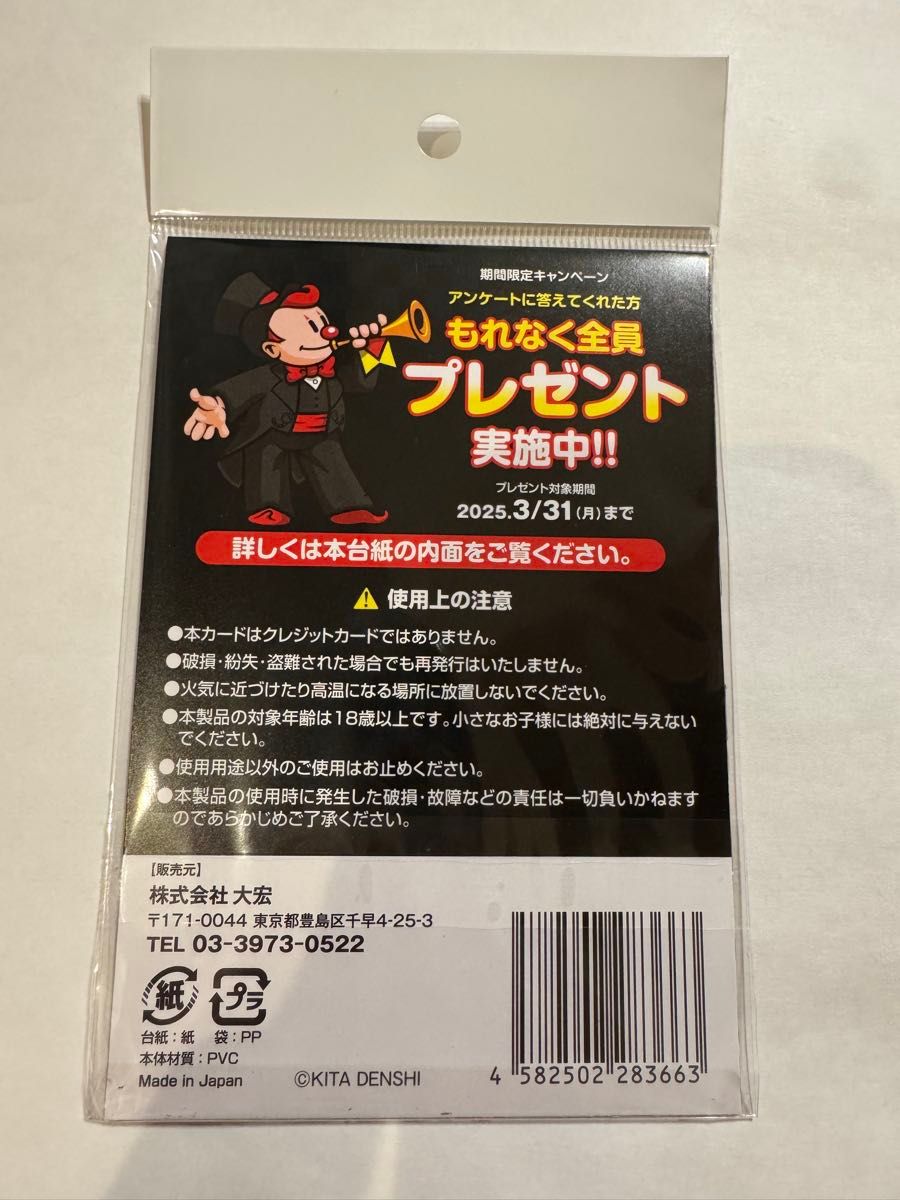 期間限定キャンペーン
アンケートに答えてくれた方
もれなく全員
プレゼント
実施中!!
プレゼント対象期間
2025.3/31(月)まで
詳しくは本台紙の内面をご覧ください。
使用上の注意
●本カードはクレジットカードではありません。
●破損・紛失・盗難された場合でも再発行はいたしません。
●火気に近づけたり高温になる場所に放置しないでください。
●本製品の対象年齢は18歳以上です。小さなお子様には絶対に与えない
でください。
●使用用途以外のご使用はお止めください。
●本製品の使用時に発生した破損・故障などの責任は一切負いかねます
のであらかじめご了承ください。
【販売元】
株式会社 大宏
〒171-0044 東京都豊島区千早4-25-3
TEL 03-3973-0522
紙 プラ
台紙:紙 袋:PP
本体材質:PVC
Made in Japan ©KITA DENSHI
4 582502 283663